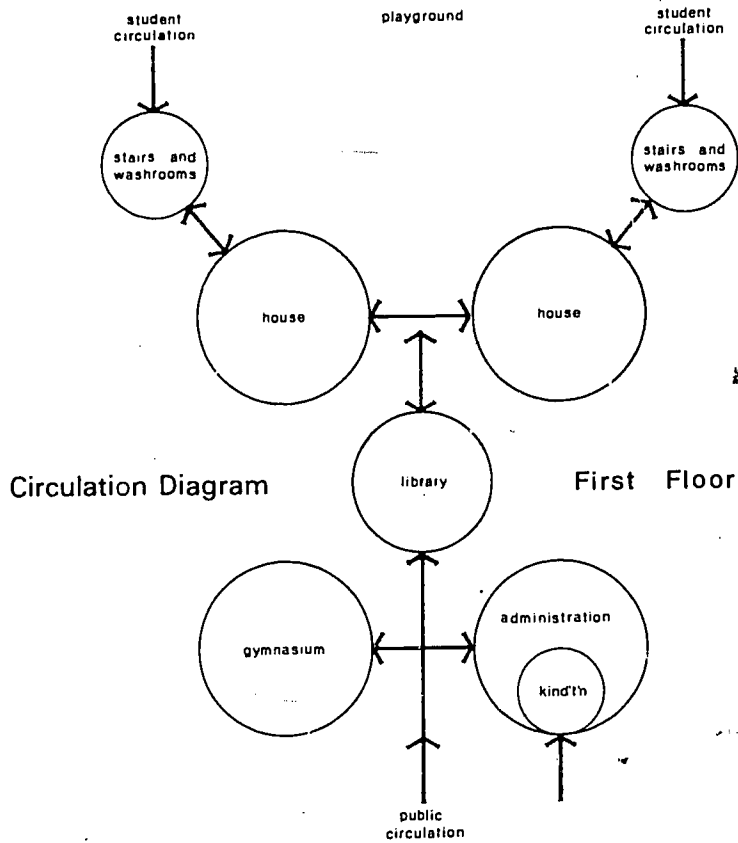 student
circulation
playground
student
circulation
stairs and
washrooms
stairs and
washrooms
house
house
Circulation Diagram
library
First Floor
gymnasium
administration
kind't'n
public
circulation